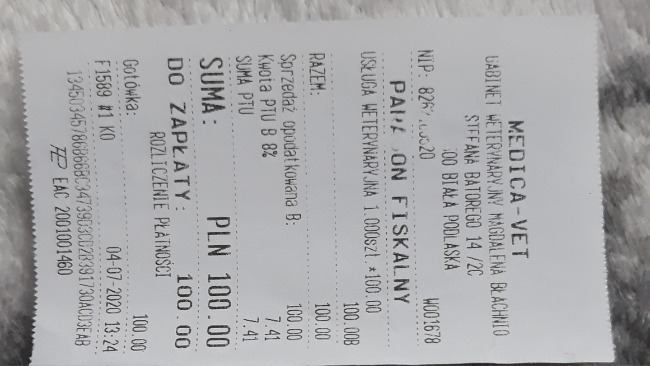 MEDICA-VET
GABINET WETERYNARYJNY MAGDALENA BŁACHNIO
STEFANA BATOREGO 14 /2C
BIAŁA PODLASKA
NIP: W001678
FISKALNY
USŁUGA WETERYNARYJNA 1.000szt.*100.00
100.00B
RAZEM: 100.00
Sprzedaż opodatkowana B: 100.00
Kwota PTU B 8% 7.41
SUMA PTU 7.41
SUMA: PLN 100.00
ROZLICZENIE PŁATNOŚCI
DO ZAPŁATY: 100.00
Gotówka: 100.00
F1589 #1 KO 04-07-2020 13:24
EAC 2001001460